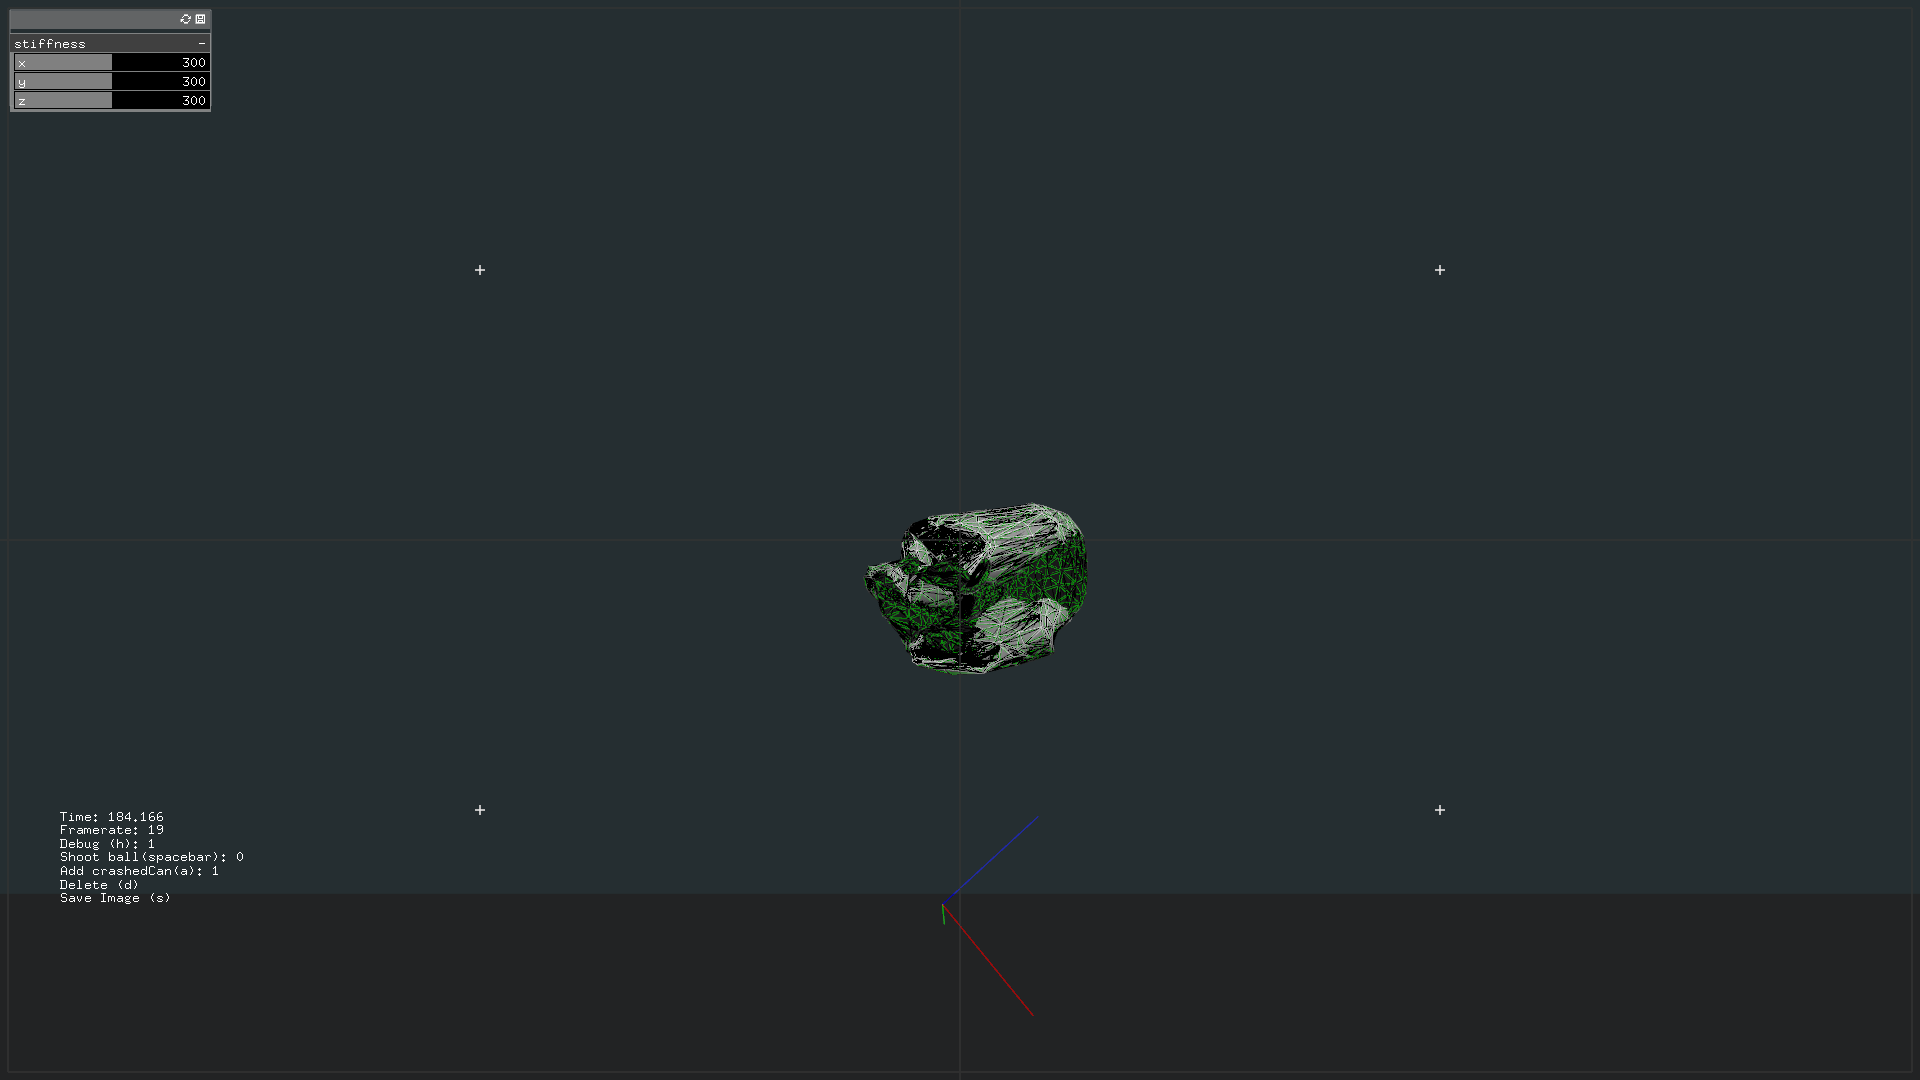 stiffness -
x 300
y 300
z 300
Time: 184.166
Framerate: 19
Debug (h): 1
Shoot ball(spacebar): 0
Add crashedCan(a): 1
Delete (d)
Save Image (s)